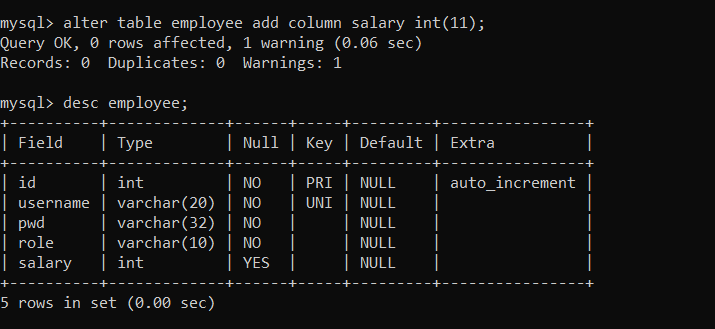 mysql> alter table employee add column salary int(11);
Query OK, 0 rows affected, 1 warning (0.06 sec)
Records: 0  Duplicates: 0  Warnings: 1

mysql> desc employee;
+----------+-------------+------+-----+---------+----------------+
| Field    | Type        | Null | Key | Default | Extra          |
+----------+-------------+------+-----+---------+----------------+
| id       | int         | NO   | PRI | NULL    | auto_increment |
| username | varchar(20) | NO   | UNI | NULL    |                |
| pwd      | varchar(32) | NO   |     | NULL    |                |
| role     | varchar(10) | NO   |     | NULL    |                |
| salary   | int         | YES  |     | NULL    |                |
+----------+-------------+------+-----+---------+----------------+
5 rows in set (0.00 sec)